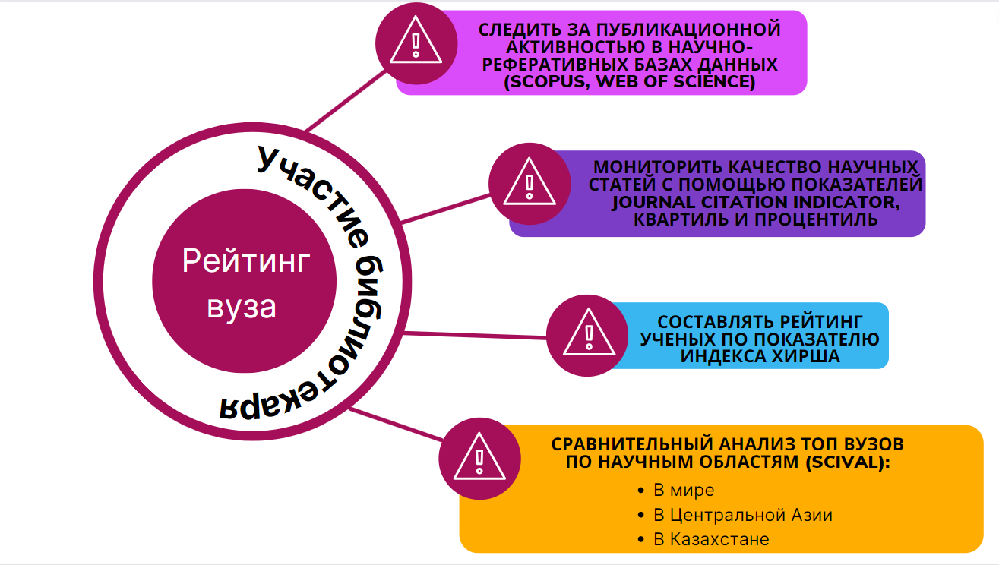 Рейтинг
вуза
Участие библиотекаря
СЛЕДИТЬ ЗА ПУБЛИКАЦИОННОЙ
АКТИВНОСТЬЮ В НАУЧНО-
РЕФЕРАТИВНЫХ БАЗАХ ДАННЫХ
(SCOPUS, WEB OF SCIENCE)
МОНИТОРИТЬ КАЧЕСТВО НАУЧНЫХ
СТАТЕЙ С ПОМОЩЬЮ ПОКАЗАТЕЛЕЙ
JOURNAL CITATION INDICATOR,
КВАРТИЛЬ И ПРОЦЕНТИЛЬ
СОСТАВЛЯТЬ РЕЙТИНГ
УЧЕНЫХ ПО ПОКАЗАТЕЛЮ
ИНДЕКСА ХИРША
СРАВНИТЕЛЬНЫЙ АНАЛИЗ ТОП ВУЗОВ
ПО НАУЧНЫМ ОБЛАСТЯМ (SCIVAL):
• В мире
• В Центральной Азии
• В Казахстане